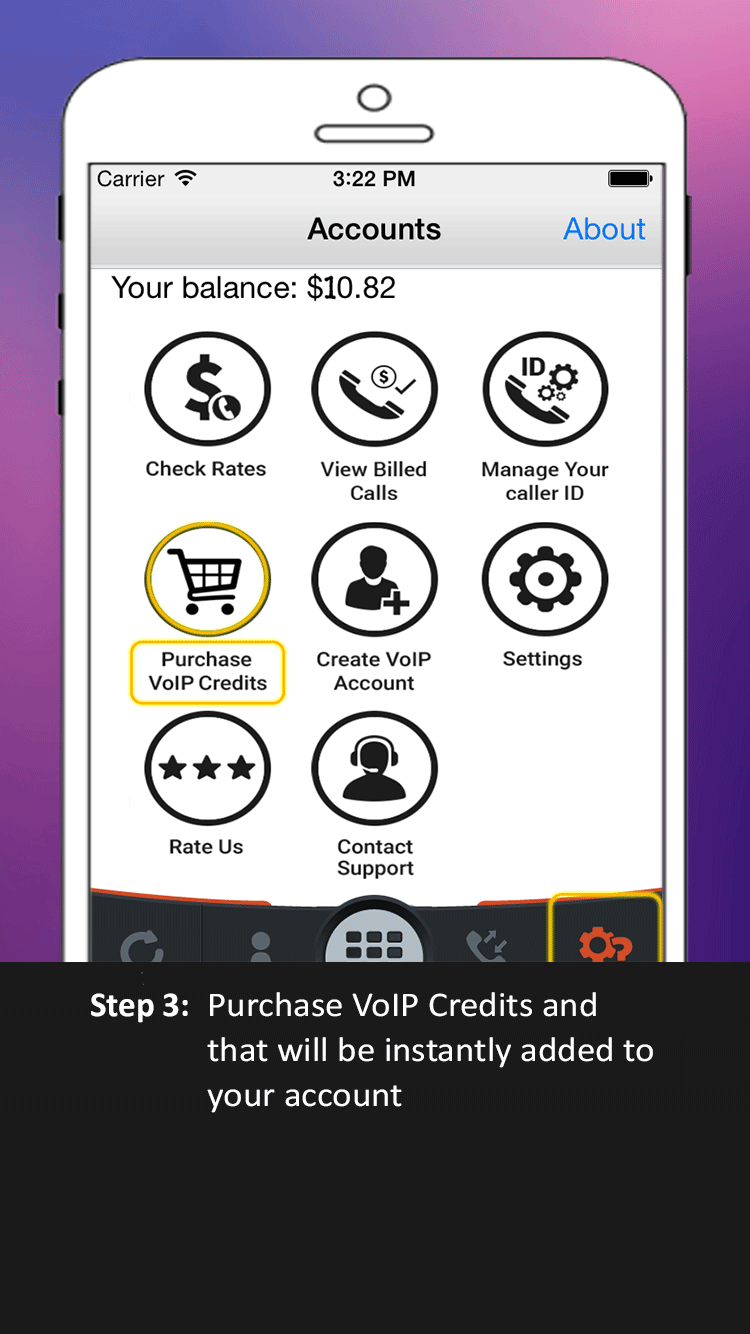 Carrier 3:22 PM
Accounts About
Your balance: $10.82
ID
Check Rates
View Billed
Calls
Manage Your
caller ID
$
Purchase
VoIP Credits
Create VoIP
Account
Settings
Rate Us
Contact
Support
?
Step 3: Purchase VoIP Credits and
that will be instantly added to
your account